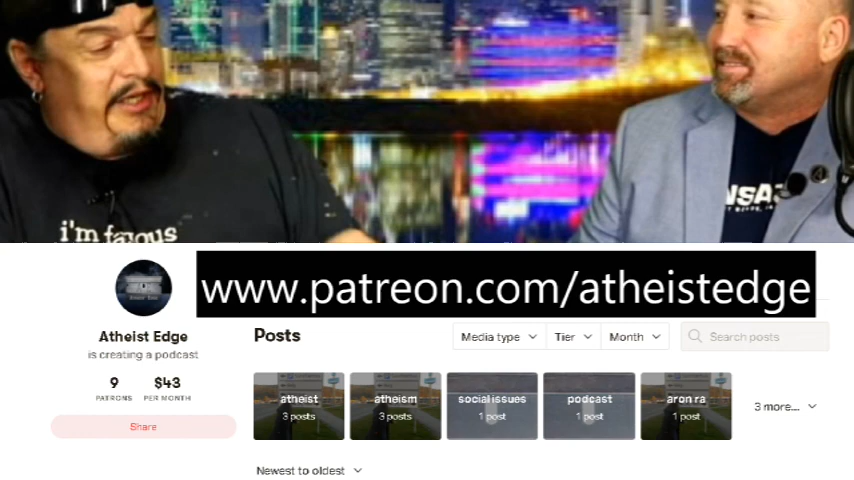 i'm famous
www.patreon.com/atheistedge
Atheist Edge
is creating a podcast
9
$43
PATRONS
PER MONTH
Share
Posts
Media type
Tier
Month
Search posts
atheist
3 posts
atheism
3 posts
social issues
1 post
podcast
1 post
aron ra
1 post
3 more...
Newest to oldest